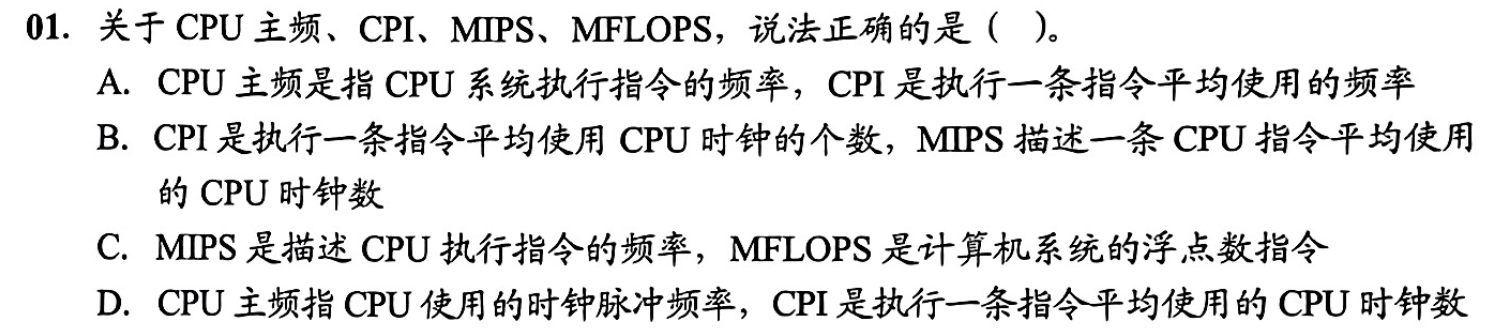 01. 关于 CPU 主频、CPI、MIPS、MFLOPS，说法正确的是（ ）。
A. CPU 主频是指 CPU 系统执行指令的频率，CPI 是执行一条指令平均使用的频率
B. CPI 是执行一条指令平均使用 CPU 时钟的个数，MIPS 描述一条 CPU 指令平均使用
的 CPU 时钟数
C. MIPS 是描述 CPU 执行指令的频率，MFLOPS 是计算机系统的浮点数指令
D. CPU 主频指 CPU 使用的时钟脉冲频率，CPI 是执行一条指令平均使用的 CPU 时钟数